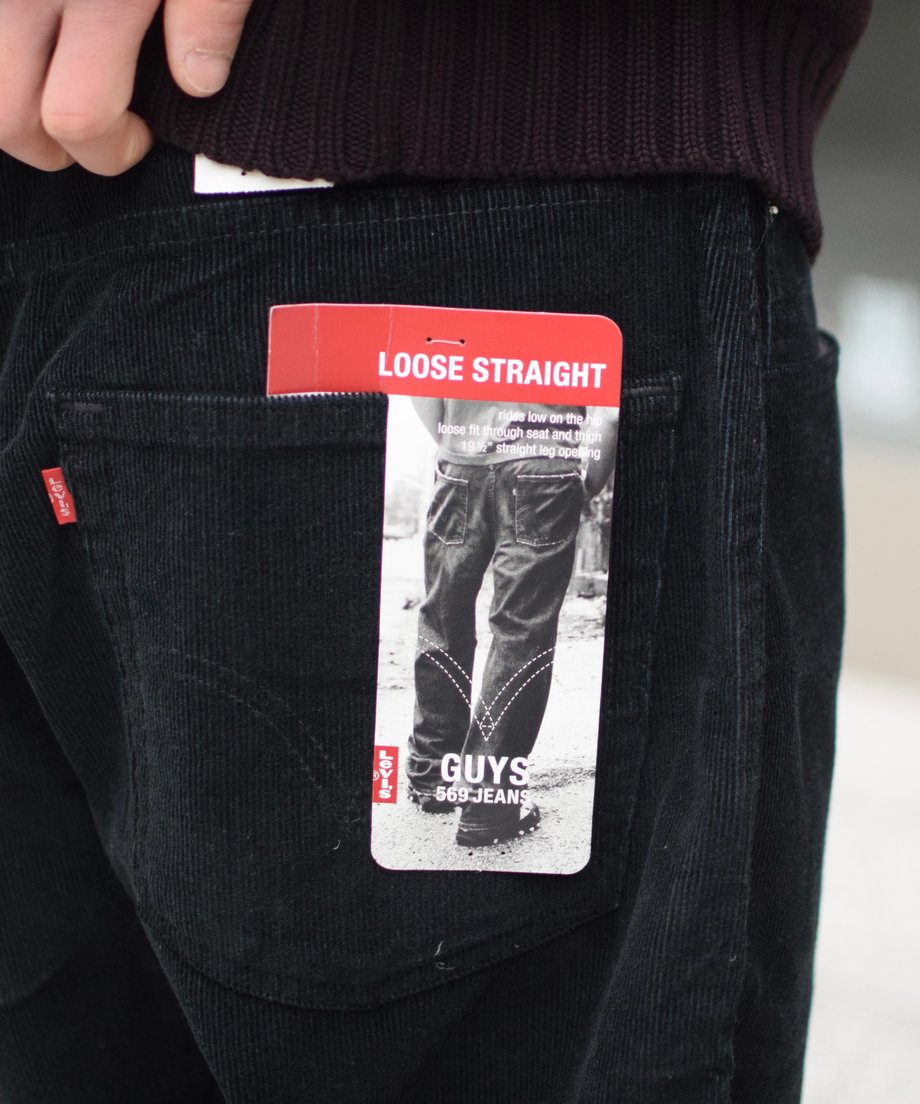 LOOSE STRAIGHT
rides low on the hip
loose fit through seat and thigh
19 ½" straight leg opening
LEVI'S
®
LEVI'S
GUYS
569 JEANS